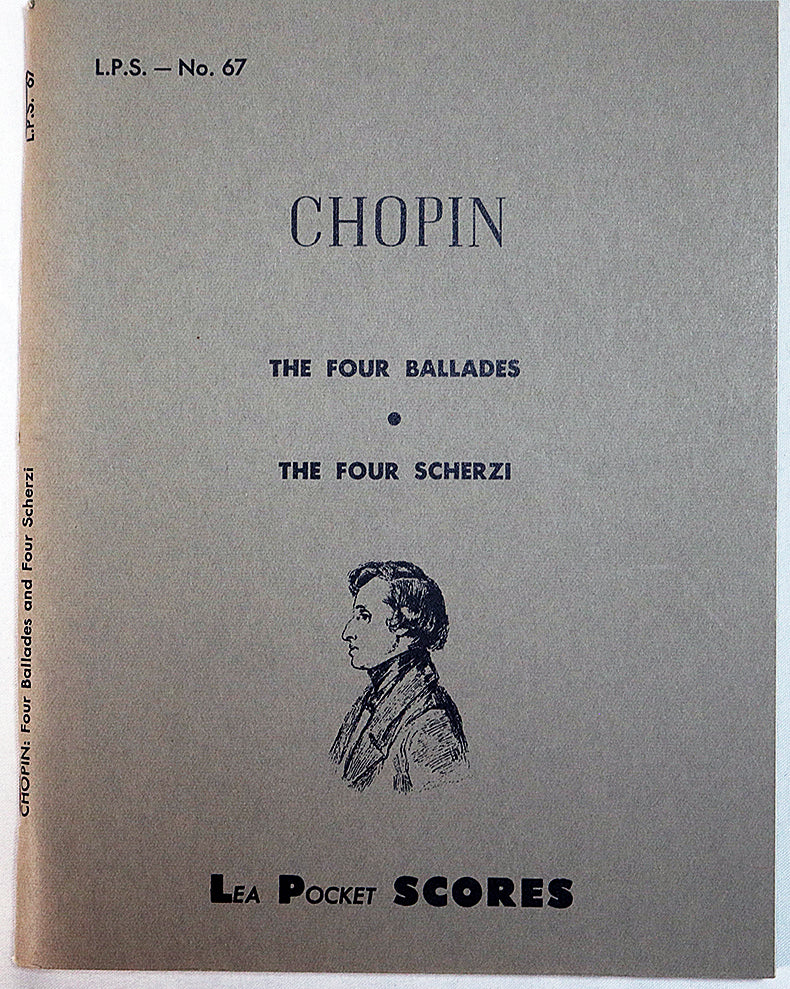 L.P.S. — No. 67
CHOPIN
THE FOUR BALLADES
●
THE FOUR SCHERZI
LEA POCKET SCORES
L.P.S. 67
CHOPIN: Four Ballades and Four Scherzi